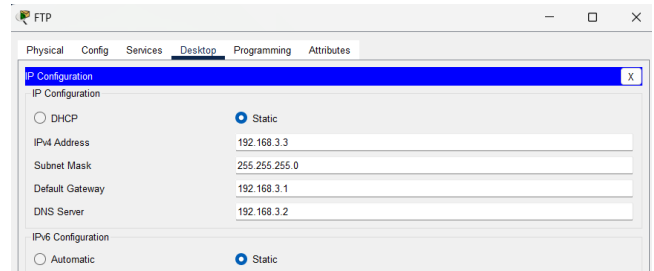 FTP
Physical Config Services Desktop Programming Attributes
IP Configuration X
IP Configuration
DHCP Static
IPv4 Address 192.168.3.3
Subnet Mask 255.255.255.0
Default Gateway 192.168.3.1
DNS Server 192.168.3.2
IPv6 Configuration
Automatic Static